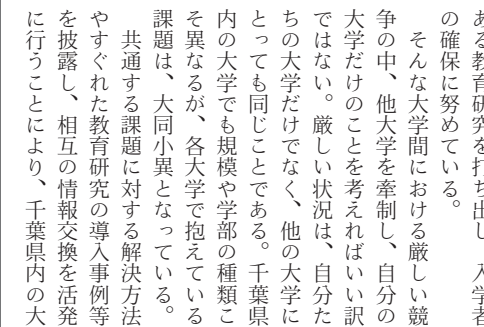 ある教育研究を打ち出し、入学者
の確保に努めている。
　そんな大学間における厳しい競
争の中、他大学を牽制し、自分の
大学だけのことを考えればいい訳
ではない。厳しい状況は、自分た
ちの大学だけでなく、他の大学に
とっても同じことである。千葉県
内の大学でも規模や学部の種類こ
そ異なるが、各大学で抱えている
課題は、大同小異となっている。
　共通する課題に対する解決方法
やすぐれた教育研究の導入事例等
を披露し、相互の情報交換を活発
に行うことにより、千葉県内の大